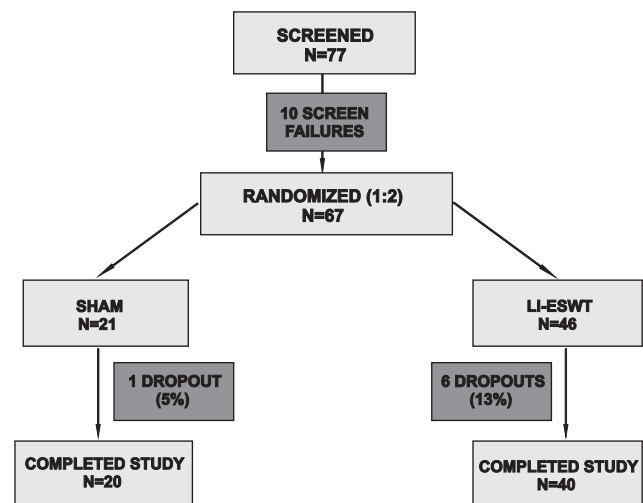 SCREENED
N=77
10 SCREEN
FAILURES
RANDOMIZED (1:2)
N=67
SHAM
N=21
LI-ESWT
N=46
1 DROPOUT
(5%)
6 DROPOUTS
(13%)
COMPLETED STUDY
N=20
COMPLETED STUDY
N=40